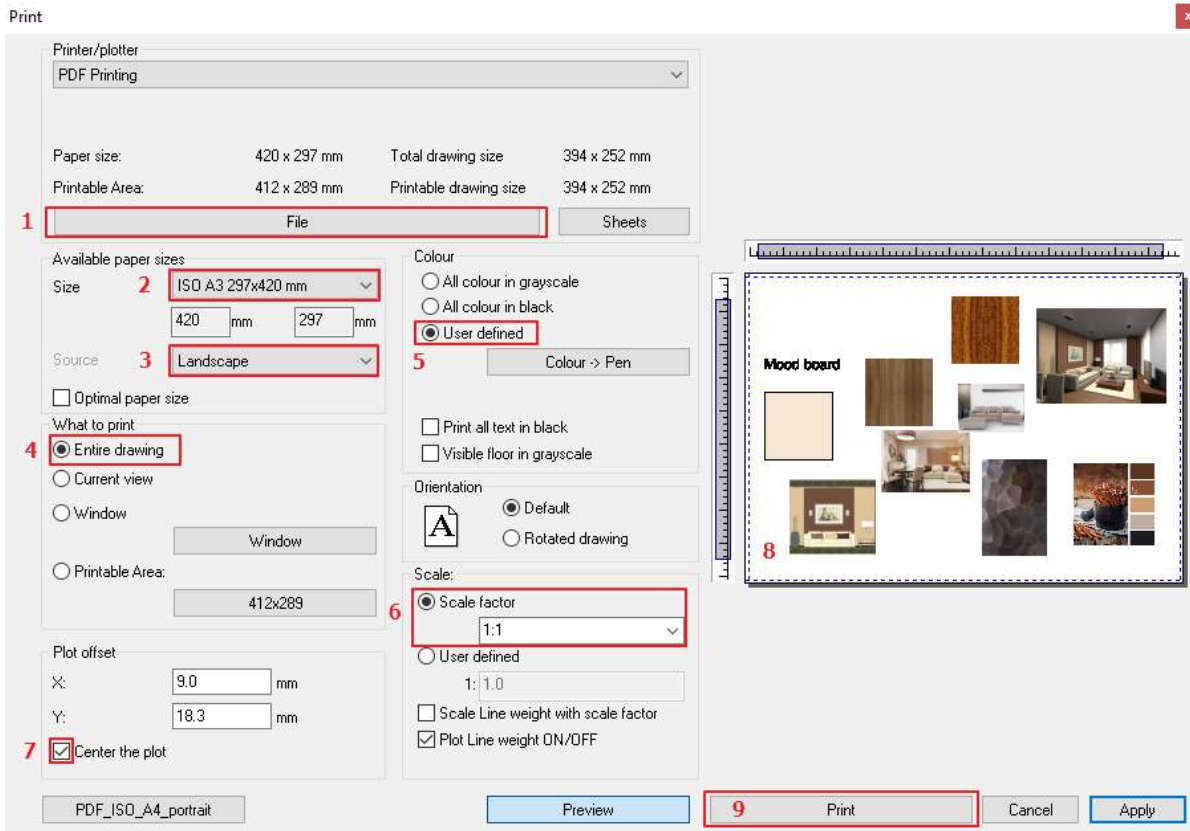 Print
x
Printer/plotter
PDF Printing
Paper size: 420 x 297 mm Total drawing size 394 x 252 mm
Printable Area: 412 x 289 mm Printable drawing size 394 x 252 mm
1 File Sheets
Available paper sizes
Size 2 ISO A3 297x420 mm
420 mm 297 mm
Source 3 Landscape
Optimal paper size
What to print
4 Entire drawing
Current view
Window
Window
Printable Area:
412x289
Plot offset
X: 9.0 mm
Y: 18.3 mm
7 Center the plot
Colour
All colour in grayscale
All colour in black
User defined
5 Colour -> Pen
Print all text in black
Visible floor in grayscale
Orientation
A
Default
Rotated drawing
Scale:
6 Scale factor
1:1
User defined
1: 1.0
Scale Line weight with scale factor
Plot Line weight ON/OFF
Mood board
8
PDF_ISO_A4_portrait Preview 9 Print Cancel Apply